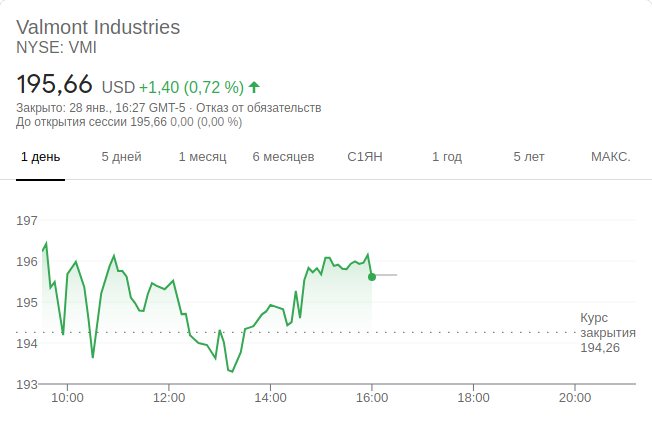 Valmont Industries
NYSE: VMI
195,66 USD +1,40 (0,72 %)
Закрыто: 28 янв., 16:27 GMT-5 · Отказ от обязательств
До открытия сессии 195,66 0,00 (0,00 %)
1 день 5 дней 1 месяц 6 месяцев С1ЯН 1 год 5 лет МАКС.
197
196
195
Курс
закрытия
194,26
194
193
10:00 12:00 14:00 16:00 18:00 20:00